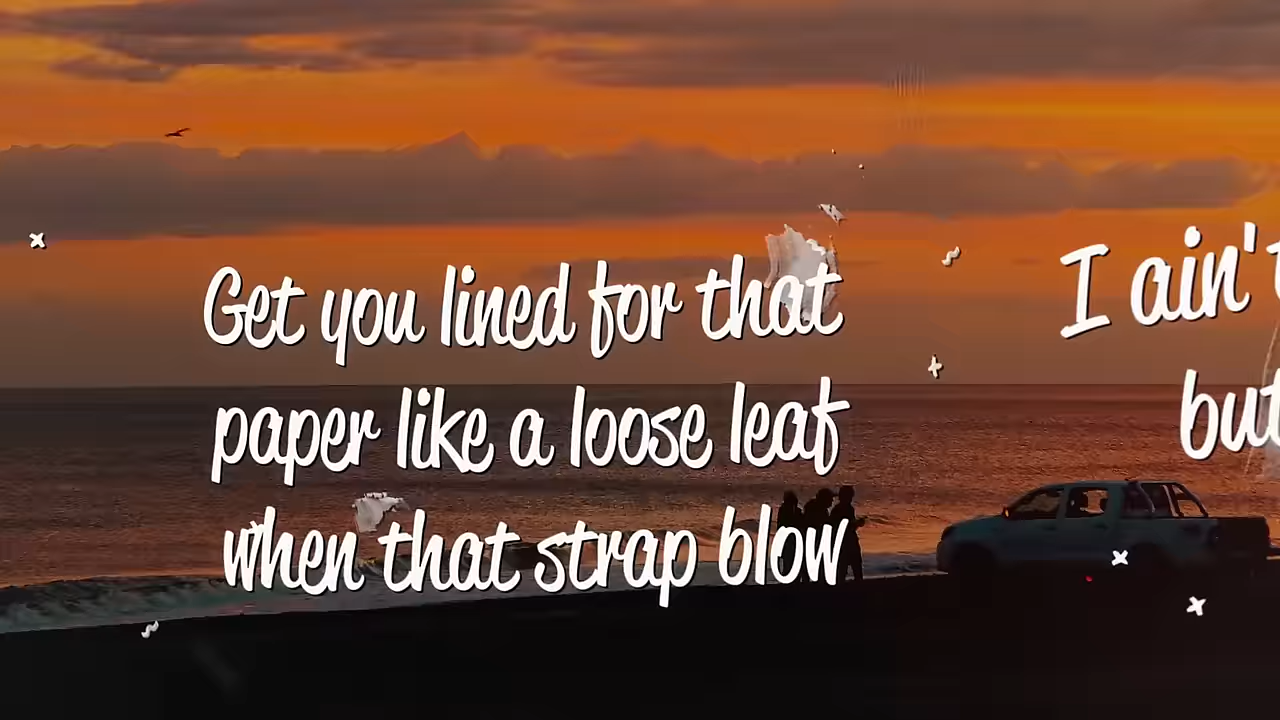 Get you lined for that
paper like a loose leaf
when that strap blow
I ain't
but